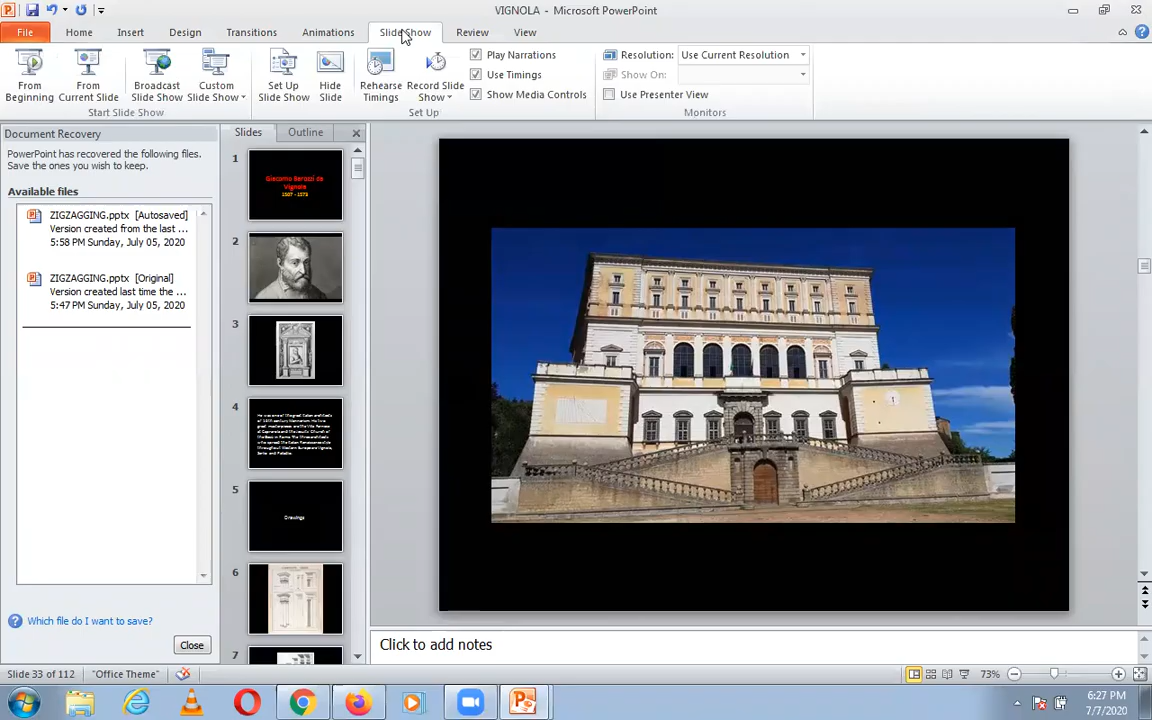 VIGNOLA - Microsoft PowerPoint
File Home Insert Design Transitions Animations Slide Show Review View
From Beginning
From Current Slide
Broadcast Slide Show
Custom Slide Show
Set Up Slide Show
Hide Slide
Rehearse Timings
Record Slide Show
Play Narrations
Use Timings
Show Media Controls
Resolution: Use Current Resolution
Show On:
Use Presenter View
Start Slide Show
Set Up
Monitors
Document Recovery
PowerPoint has recovered the following files.
Save the ones you wish to keep.
Available files
ZIGZAGGING.pptx [Autosaved]
Version created from the last ...
5:58 PM Sunday, July 05, 2020
ZIGZAGGING.pptx [Original]
Version created last time the ...
5:47 PM Sunday, July 05, 2020
Which file do I want to save?
Close
Slides Outline
1
Giacomo Barozzi da
Vignola
1507 - 1573
2
3
4
5
Drawings
6
7
Click to add notes
Slide 33 of 112 "Office Theme" 73%
6:27 PM
7/7/2020